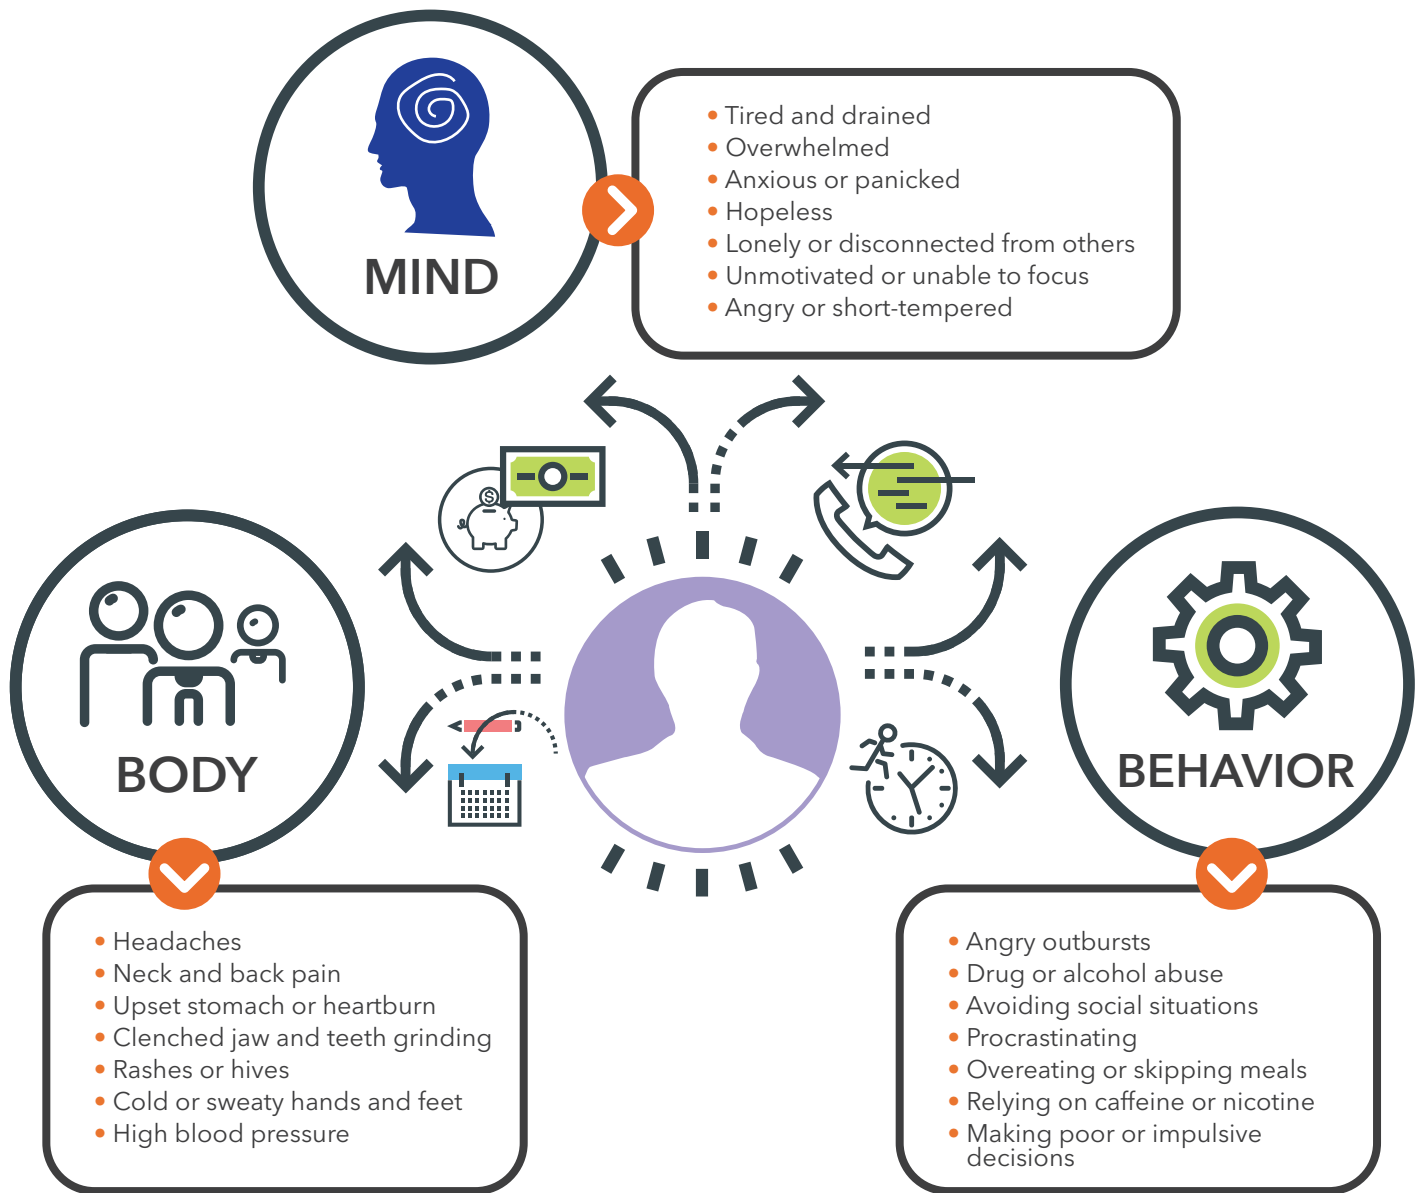 MIND
• Tired and drained
• Overwhelmed
• Anxious or panicked
• Hopeless
• Lonely or disconnected from others
• Unmotivated or unable to focus
• Angry or short-tempered
$
BODY
• Headaches
• Neck and back pain
• Upset stomach or heartburn
• Clenched jaw and teeth grinding
• Rashes or hives
• Cold or sweaty hands and feet
• High blood pressure
BEHAVIOR
• Angry outbursts
• Drug or alcohol abuse
• Avoiding social situations
• Procrastinating
• Overeating or skipping meals
• Relying on caffeine or nicotine
• Making poor or impulsive
decisions